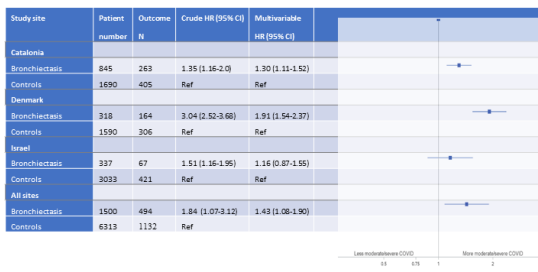 Study site Patient number Outcome N Crude HR (95% CI) Multivariable HR (95% CI)
Catalonia
Bronchiectasis 845 263 1.35 (1.16-2.0) 1.30 (1.11-1.52)
Controls 1690 405 Ref Ref
Denmark
Bronchiectasis 318 164 3.04 (2.52-3.68) 1.91 (1.54-2.37)
Controls 1590 306 Ref Ref
Israel
Bronchiectasis 337 67 1.51 (1.16-1.95) 1.16 (0.87-1.55)
Controls 3033 421 Ref Ref
All sites
Bronchiectasis 1500 494 1.84 (1.07-3.12) 1.43 (1.08-1.90)
Controls 6313 1132 Ref
Less moderate/severe COVID More moderate/severe COVID
0.5 0.75 1 2